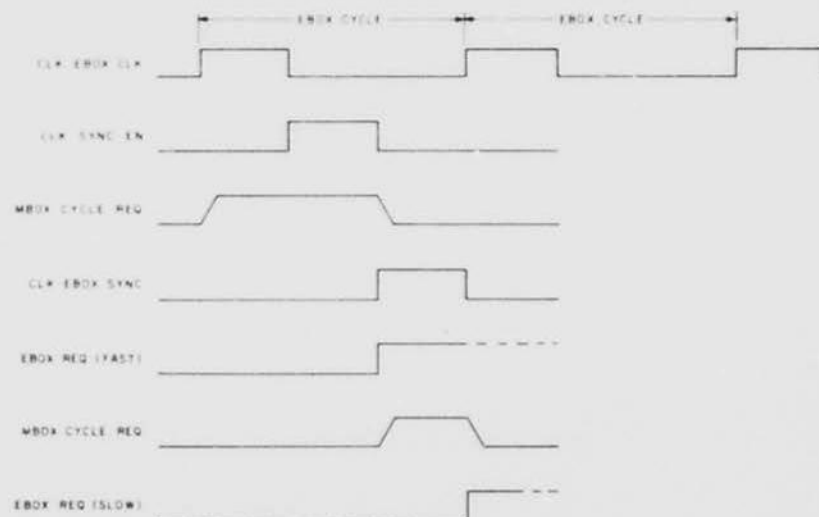 EBOX CYCLE EBOX CYCLE
CLK EBOX CLK
CLK SYNC EN
MBOX CYCLE REQ
CLK EBOX SYNC
EBOX REQ (FAST)
MBOX CYCLE REQ
EBOX REQ (SLOW)